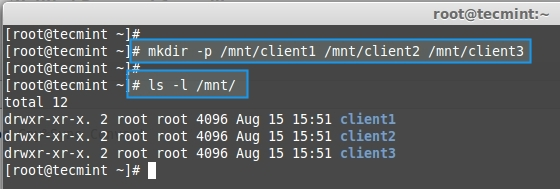 root@tecmint:~
[root@tecmint ~]#
[root@tecmint ~]# mkdir -p /mnt/client1 /mnt/client2 /mnt/client3
[root@tecmint ~]#
[root@tecmint ~]# ls -l /mnt/
total 12
drwxr-xr-x. 2 root root 4096 Aug 15 15:51 client1
drwxr-xr-x. 2 root root 4096 Aug 15 15:51 client2
drwxr-xr-x. 2 root root 4096 Aug 15 15:51 client3
[root@tecmint ~]#